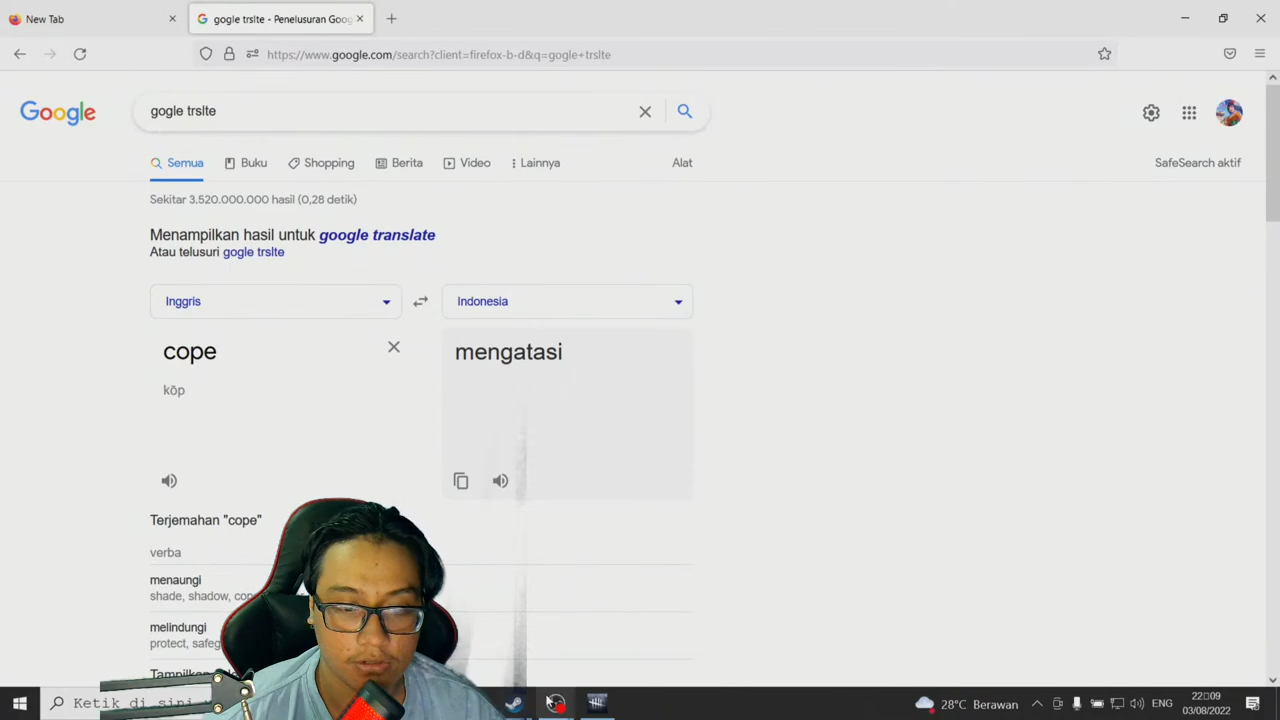 New Tab
gogle trslte - Penelusuran Goog
https://www.google.com/search?client=firefox-b-d&q=gogle+trslte
Google
gogle trslte
Semua
Buku
Shopping
Berita
Video
Lainnya
Alat
SafeSearch aktif
Sekitar 3.520.000.000 hasil (0,28 detik)
Menampilkan hasil untuk google translate
Atau telusuri gogle trslte
Inggris
Indonesia
cope
mengatasi
kōp
Terjemahan "cope"
verba
menaungi
shade, shadow,
melindungi
protect,
Ketik di sini
28°C Berawan
ENG
22:09
03/08/2022